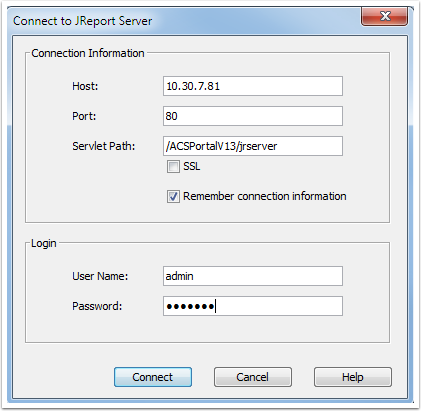 Connect to JReport Server
Connection Information
Host: 10.30.7.81
Port: 80
Servlet Path: /ACSPortalV13/jrserver
SSL
Remember connection information
Login
User Name: admin
Password: ●●●●●●●
Connect Cancel Help